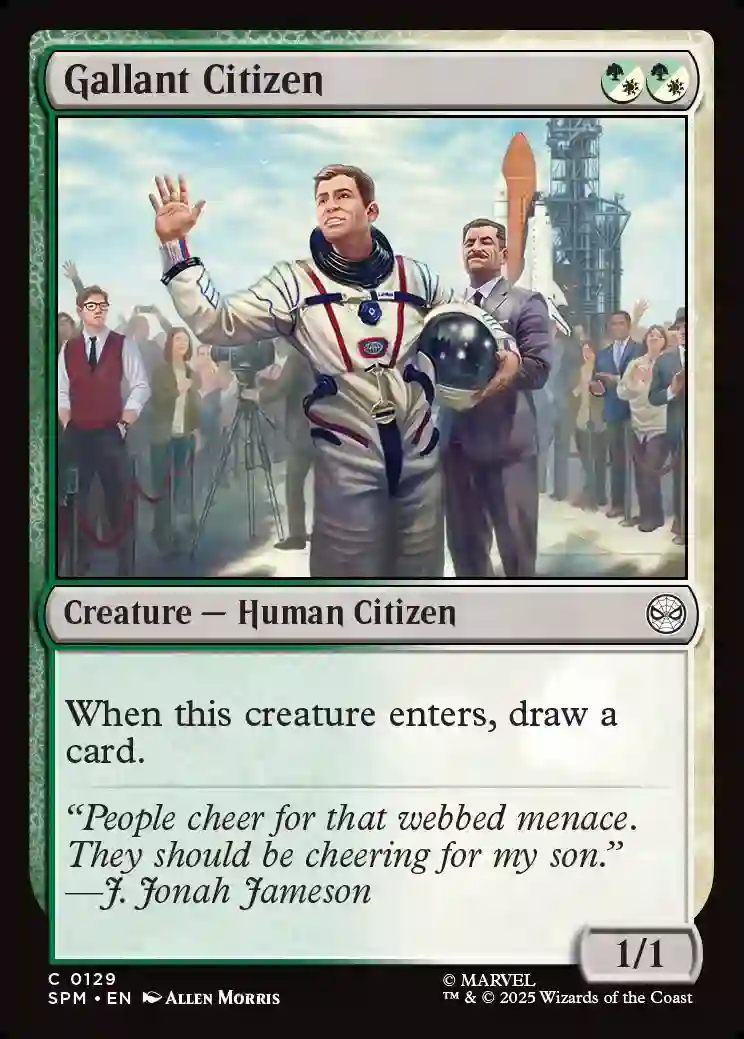 Gallant Citizen
Creature — Human Citizen
When this creature enters, draw a
card.
“People cheer for that webbed menace.
They should be cheering for my son.”
—J. Jonah Jameson
1/1
C 0129
SPM • EN Allen Morris
© MARVEL
™ & © 2025 Wizards of the Coast